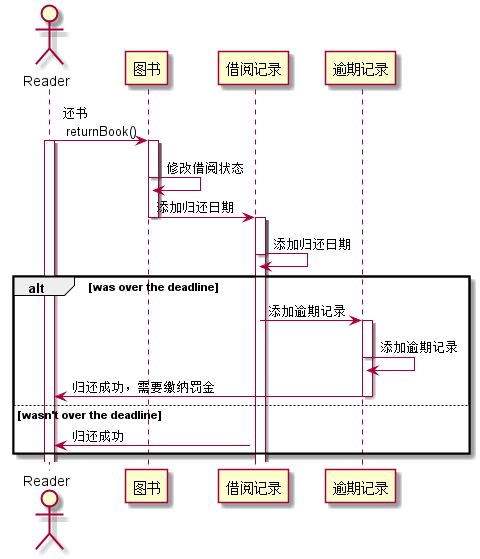 Reader
图书
借阅记录
逾期记录
还书
returnBook()
修改借阅状态
添加归还日期
添加归还日期
alt
[was over the deadline]
添加逾期记录
添加逾期记录
归还成功，需要缴纳罚金
[wasn't over the deadline]
归还成功
Reader
图书
借阅记录
逾期记录